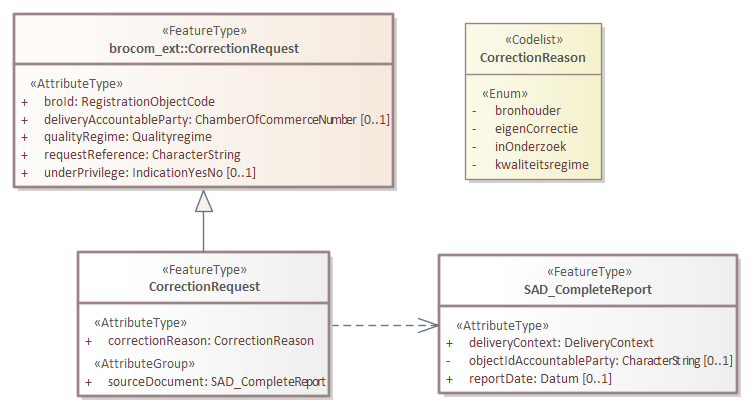 «FeatureType»
brocom_ext::CorrectionRequest
«AttributeType»
+ broId: RegistrationObjectCode
+ deliveryAccountableParty: ChamberOfCommerceNumber [0..1]
+ qualityRegime: Qualityregime
+ requestReference: CharacterString
+ underPrivilege: IndicationYesNo [0..1]
«Codelist»
CorrectionReason
«Enum»
- bronhouder
- eigenCorrectie
- inOnderzoek
- kwaliteitsregime
«FeatureType»
CorrectionRequest
«AttributeType»
+ correctionReason: CorrectionReason
«AttributeGroup»
+ sourceDocument: SAD_CompleteReport
«FeatureType»
SAD_CompleteReport
«AttributeType»
+ deliveryContext: DeliveryContext
- objectIdAccountableParty: CharacterString [0..1]
+ reportDate: Datum [0..1]